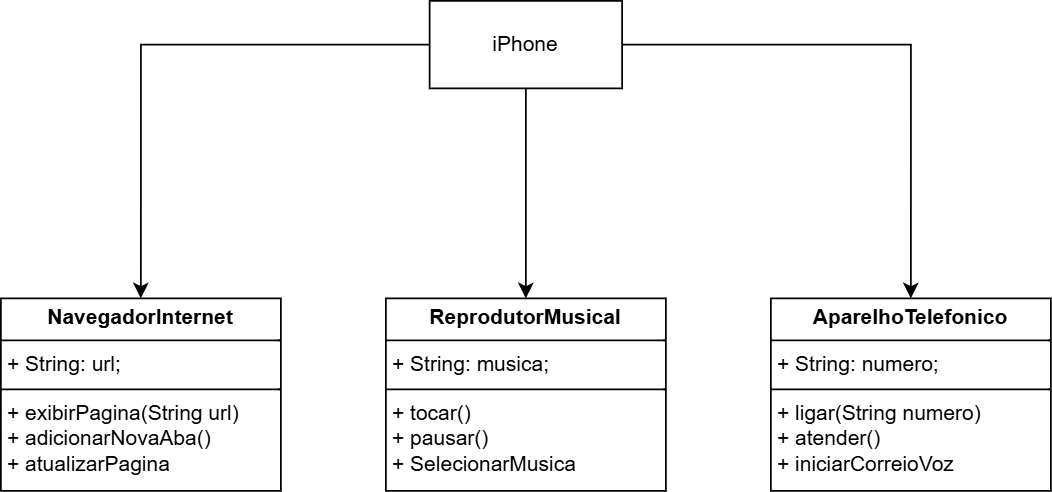 iPhone
NavegadorInternet
+ String: url;
+ exibirPagina(String url)
+ adicionarNovaAba()
+ atualizarPagina
ReprodutorMusical
+ String: musica;
+ tocar()
+ pausar()
+ SelecionarMusica
AparelhoTelefonico
+ String: numero;
+ ligar(String numero)
+ atender()
+ iniciarCorreioVoz